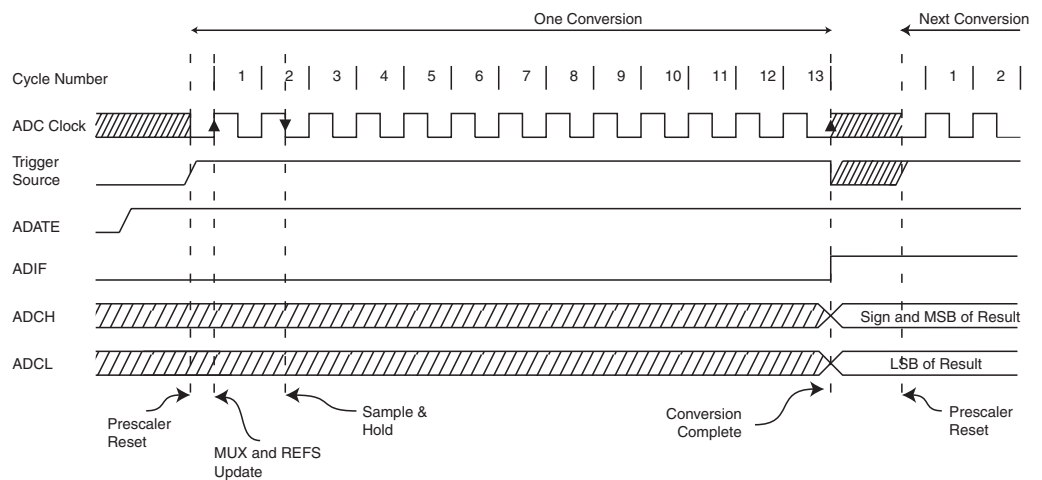 One Conversion
Next Conversion
Cycle Number
1 2 3 4 5 6 7 8 9 10 11 12 13 1 2
ADC Clock
Trigger
Source
ADATE
ADIF
ADCH
Sign and MSB of Result
ADCL
LSB of Result
Prescaler
Reset
MUX and REFS
Update
Sample &
Hold
Conversion
Complete
Prescaler
Reset